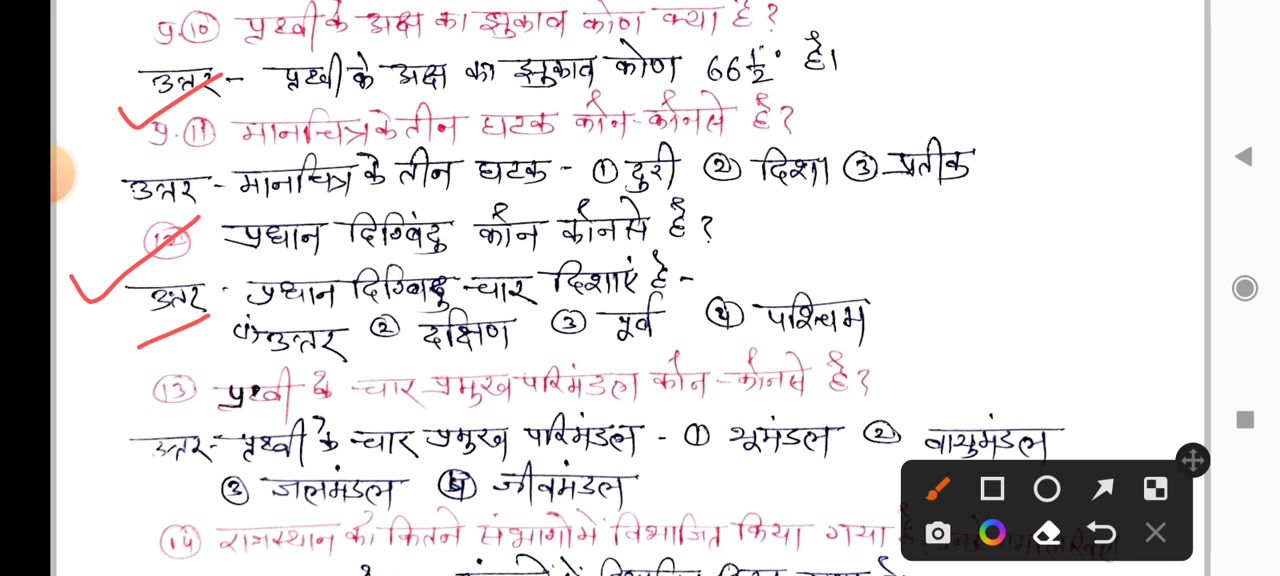 प्र.⑩ पृथ्वी के अक्ष का झुकाव कोण क्या है ?
उत्तर - पृथ्वी के अक्ष का झुकाव कोण 66½° है।
प्र.⑪ मानचित्र के तीन घटक कौन-कौनसे है ?
उत्तर - मानचित्र के तीन घटक - ① दुरी ② दिशा ③ प्रतीक
⑫ प्रधान दिग्बिंदु कौन कौनसे है ?
उत्तर - प्रधान दिग्बिंदु चार दिशाएं है -
① उत्तर ② दक्षिण ③ पूर्व ④ पश्चिम
⑬ पृथ्वी के चार प्रमुख परिमंडल कौन-कौनसे है ?
उत्तर - पृथ्वी के चार प्रमुख परिमंडल - ① भूमंडल ② वायुमंडल
③ जलमंडल ④ जीवमंडल
⑭ राजस्थान को कितने संभागो में विभाजित किया गया